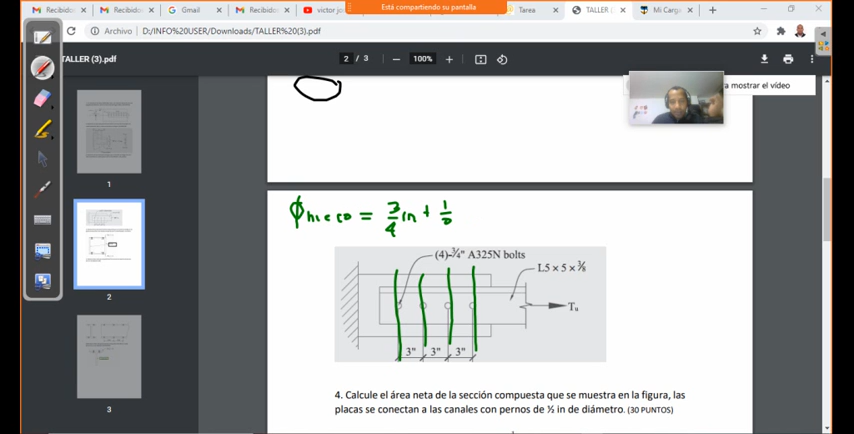 Está compartiendo su pantalla
Recibido
Recibido
Gmail
Recibido
victor jos
Tarea
TALLER (
Mi Carga
Archivo
D:/INFO%20USER/Downloads/TALLER%20(3).pdf
TALLER (3).pdf
2 / 3
100%
a mostrar el vídeo
1
2
3
ϕhueco = 3/4 in + 1/8
(4)-¾" A325N bolts
L5 × 5 × ⅜
Tu
3" 3" 3"
4. Calcule el área neta de la sección compuesta que se muestra en la figura, las
placas se conectan a las canales con pernos de ½ in de diámetro. (30 PUNTOS)